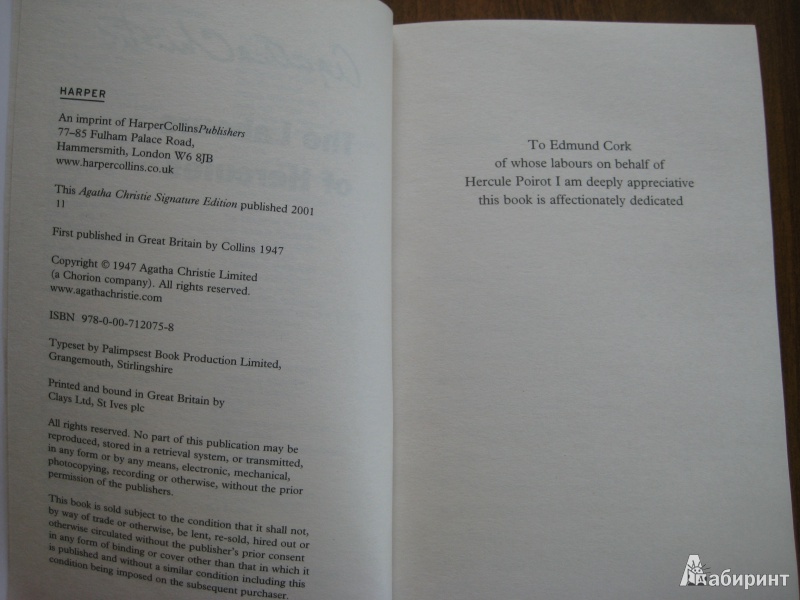 HARPER
An imprint of HarperCollinsPublishers
77–85 Fulham Palace Road,
Hammersmith, London W6 8JB
www.harpercollins.co.uk
This Agatha Christie Signature Edition published 2001
11
First published in Great Britain by Collins 1947
Copyright © 1947 Agatha Christie Limited
(a Chorion company). All rights reserved.
www.agathachristie.com
ISBN 978-0-00-712075-8
Typeset by Palimpsest Book Production Limited,
Grangemouth, Stirlingshire
Printed and bound in Great Britain by
Clays Ltd, St Ives plc
All rights reserved. No part of this publication may be
reproduced, stored in a retrieval system, or transmitted,
in any form or by any means, electronic, mechanical,
photocopying, recording or otherwise, without the prior
permission of the publishers.
This book is sold subject to the condition that it shall not,
by way of trade or otherwise, be lent, re-sold, hired out or
otherwise circulated without the publisher's prior consent
in any form of binding or cover other than that in which it
is published and without a similar condition including this
condition being imposed on the subsequent purchaser.
To Edmund Cork
of whose labours on behalf of
Hercule Poirot I am deeply appreciative
this book is affectionately dedicated
Лабиринт